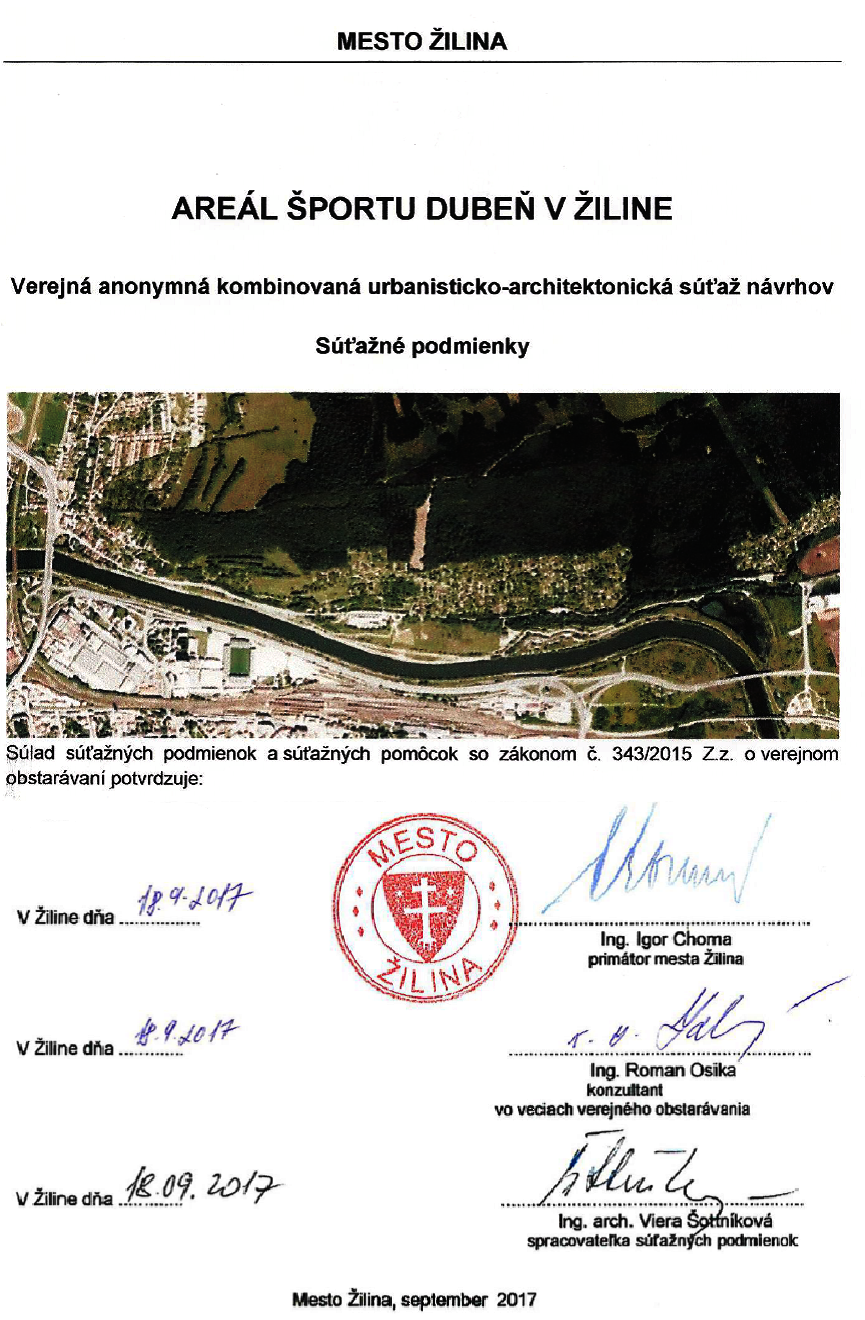 MESTO ŽILINA
AREÁL ŠPORTU DUBEŇ V ŽILINE
Verejná anonymná kombinovaná urbanisticko-architektonická súťaž návrhov
Súťažné podmienky
Súlad súťažných podmienok a súťažných pomôcok so zákonom č. 343/2015 Z.z. o verejnom
obstarávaní potvrdzuje:
MESTO
ŽILINA
V Žiline dňa 18.9.2017
Ing. Igor Choma
primátor mesta Žilina
V Žiline dňa 18.9.2017
Ing. Roman Osika
konzultant
vo veciach verejného obstarávania
V Žiline dňa 18.09.2017
Ing. arch. Viera Šottníková
spracovateľka súťažných podmienok
Mesto Žilina, september 2017